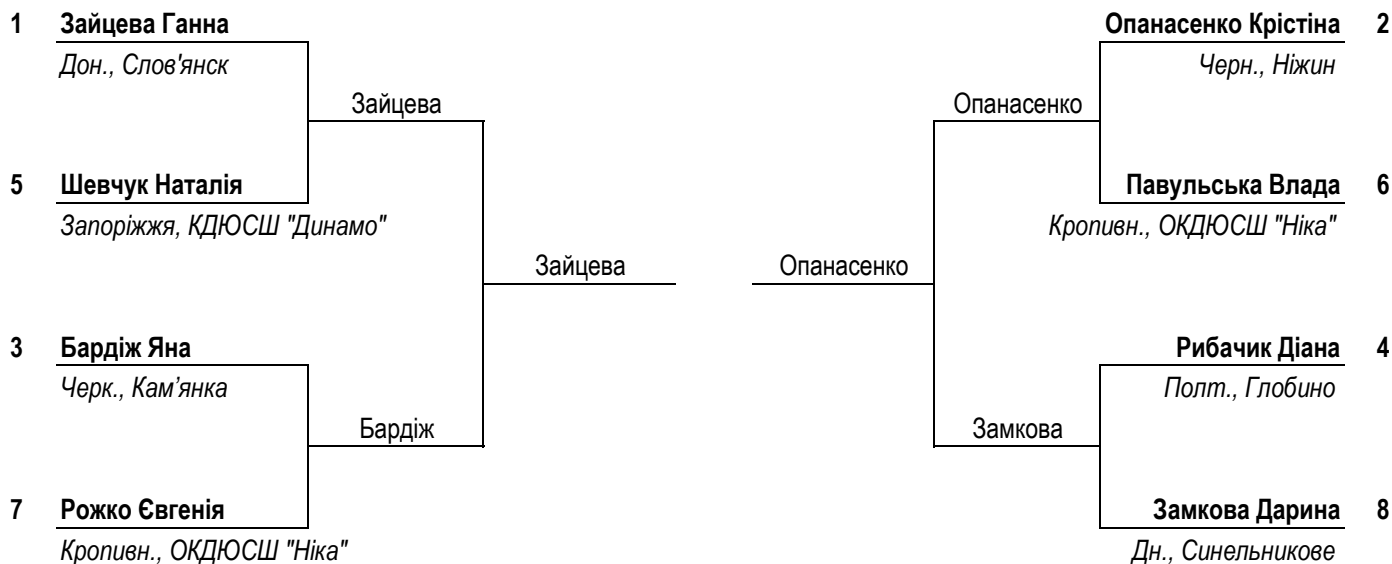 1 Зайцева Ганна
Дон., Слов'янск
Зайцева
5 Шевчук Наталія
Запоріжжя, КДЮСШ "Динамо"
Зайцева
3 Бардіж Яна
Черк., Кам’янка
Бардіж
7 Рожко Євгенія
Кропивн., ОКДЮСШ "Ніка"
Опанасенко Крістіна 2
Черн., Ніжин
Опанасенко
Павульська Влада 6
Кропивн., ОКДЮСШ "Ніка"
Опанасенко
Рибачик Діана 4
Полт., Глобино
Замкова
Замкова Дарина 8
Дн., Синельникове